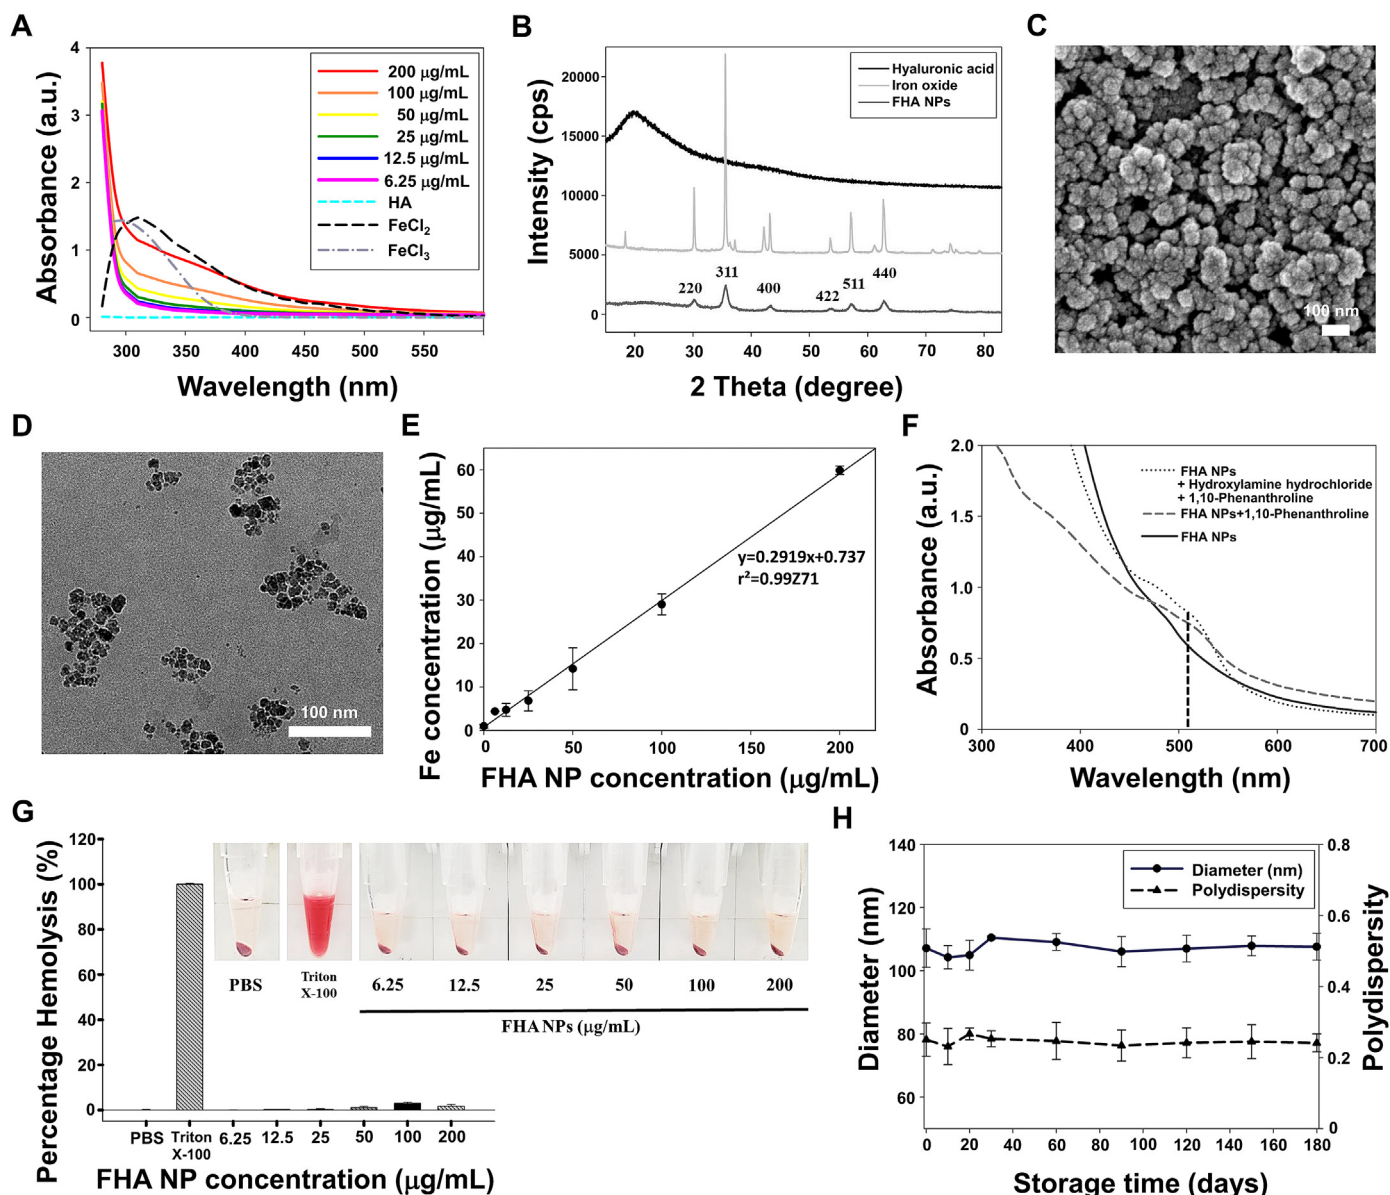 A
Absorbance (a.u.)
4
3
2
1
0
300
350
400
450
500
550
Wavelength (nm)
200 μg/mL
100 μg/mL
50 μg/mL
25 μg/mL
12.5 μg/mL
6.25 μg/mL
HA
FeCl2
FeCl3
B
Intensity (cps)
20000
15000
10000
5000
0
20
30
40
50
60
70
80
2 Theta (degree)
Hyaluronic acid
Iron oxide
FHA NPs
220
311
400
422
511
440
C
100 nm
D
100 nm
E
Fe concentration (μg/mL)
60
50
40
30
20
10
0
0
50
100
150
200
FHA NP concentration (μg/mL)
y=0.2919x+0.737
r²=0.99Z71
F
Absorbance (a.u.)
2.0
1.5
1.0
0.5
0
300
400
500
600
700
Wavelength (nm)
FHA NPs
+ Hydroxylamine hydrochloride
+ 1,10-Phenanthroline
FHA NPs+1,10-Phenanthroline
FHA NPs
G
Percentage Hemolysis (%)
120
100
80
60
40
20
0
PBS
Triton
X-100
6.25
12.5
25
50
100
200
FHA NPs (μg/mL)
PBS
Triton
X-100
6.25
12.5
25
50
100
200
FHA NP concentration (μg/mL)
H
Diameter (nm)
140
120
100
80
60
0
20
40
60
80
100
120
140
160
180
Storage time (days)
Diameter (nm)
Polydispersity
0.8
0.6
0.4
0.2
0
Polydispersity